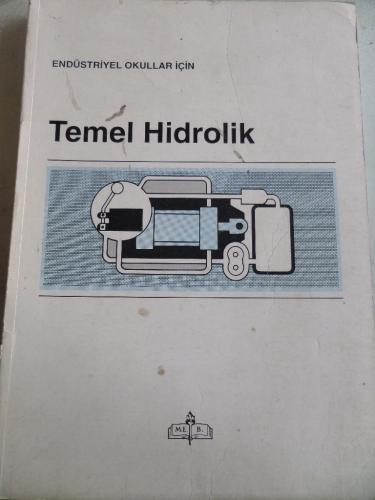 ENDÜSTRİYEL OKULLAR İÇİN
Temel Hidrolik
M.E. B.